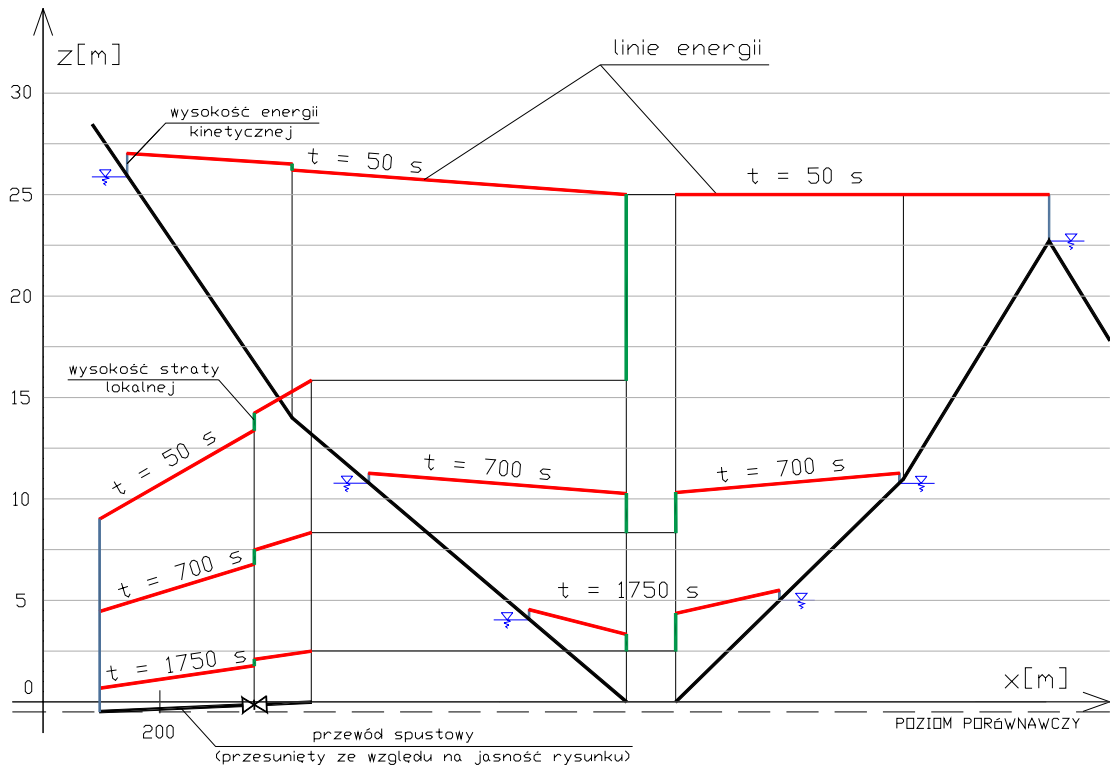 z[m]
linie energii
30
wysokość energii
kinetycznej
t = 50 s
t = 50 s
25
20
wysokość straty
lokalnej
15
t = 50 s
t = 700 s
t = 700 s
10
t = 700 s
t = 1750 s
5
t = 1750 s
0
x[m]
200
przewód spustowy
(przesunięty ze względu na jasność rysunku)
POZIOM PORóWNAWCZY